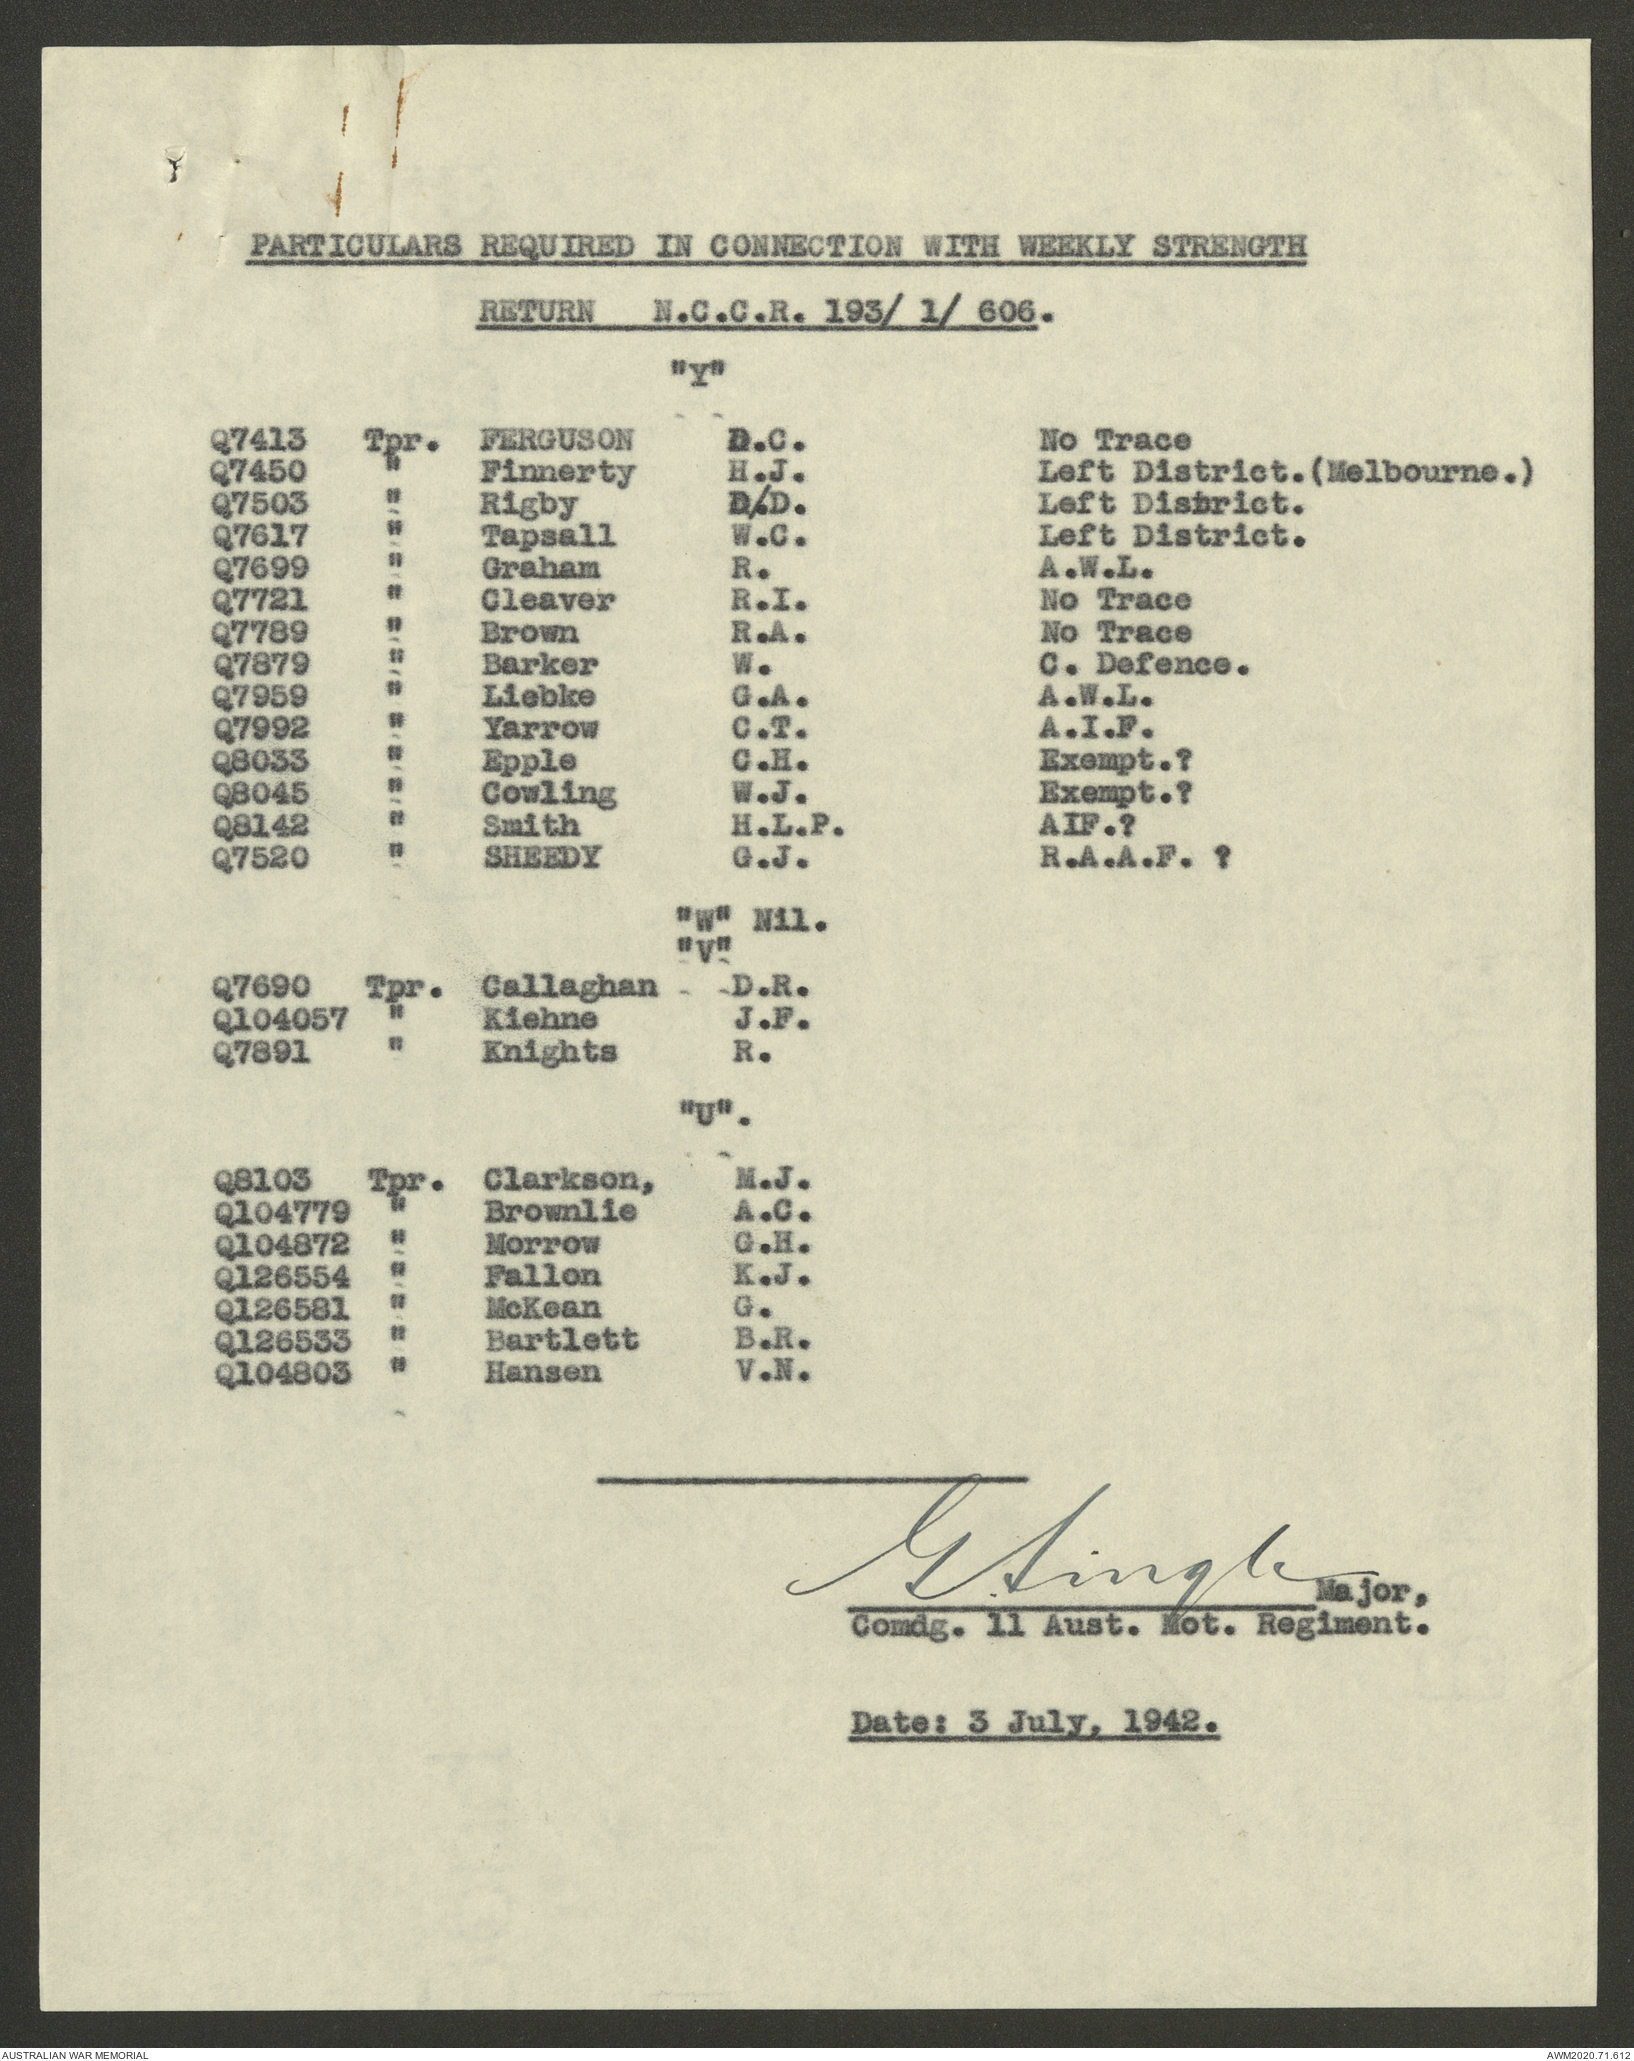 PARTICULARS REQUIRED IN CONNECTION WITH WEEKLY STRENGTH
RETURN N.C.C.R. 193/ 1/ 606.
"Y"
Q7413 Tpr. FERGUSON D.C. No Trace
Q7450 " Finnerty H.J. Left District.(Melbourne.)
Q7503 " Rigby D/.D. Left District.
Q7617 " Tapsall W.C. Left District.
Q7699 " Graham R. A.W.L.
Q7721 " Cleaver R.I. No Trace
Q7789 " Brown R.A. No Trace
Q7879 " Barker W. C. Defence.
Q7959 " Liebke G.A. A.W.L.
Q7992 " Yarrow C.T. A.I.F.
Q8033 " Epple C.H. Exempt.?
Q8045 " Cowling W.J. Exempt.?
Q8142 " Smith H.L.P. AIF.?
Q7520 " SHEEDY G.J. R.A.A.F. ?
"W" Nil.
"V"
Q7690 Tpr. Callaghan D.R.
Q104057 " Kiehne J.F.
Q7891 " Knights R.
"U".
Q8103 Tpr. Clarkson, M.J.
Q104779 " Brownlie A.C.
Q104872 " Morrow G.H.
Q126554 " Fallon K.J.
Q126581 " McKean G.
Q126533 " Bartlett B.R.
Q104803 " Hansen V.N.
G Single Major,
Comdg. 11 Aust. Mot. Regiment.
Date: 3 July, 1942.
AUSTRALIAN WAR MEMORIAL AWM2020.71.612